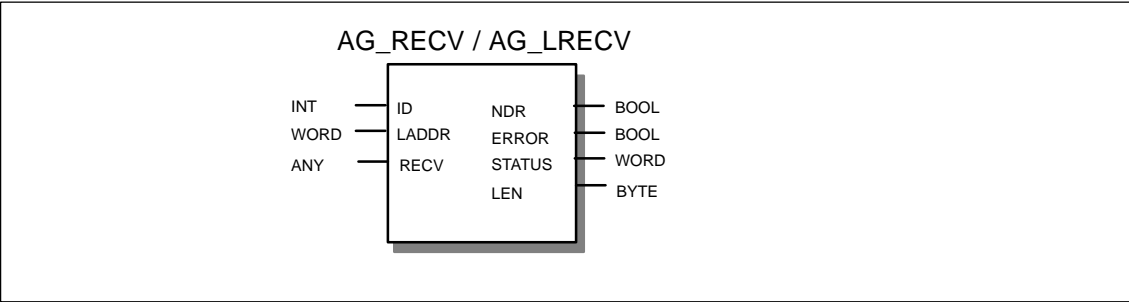 AG_RECV / AG_LRECV
INT ID NDR BOOL
WORD LADDR ERROR BOOL
ANY RECV STATUS WORD
LEN BYTE